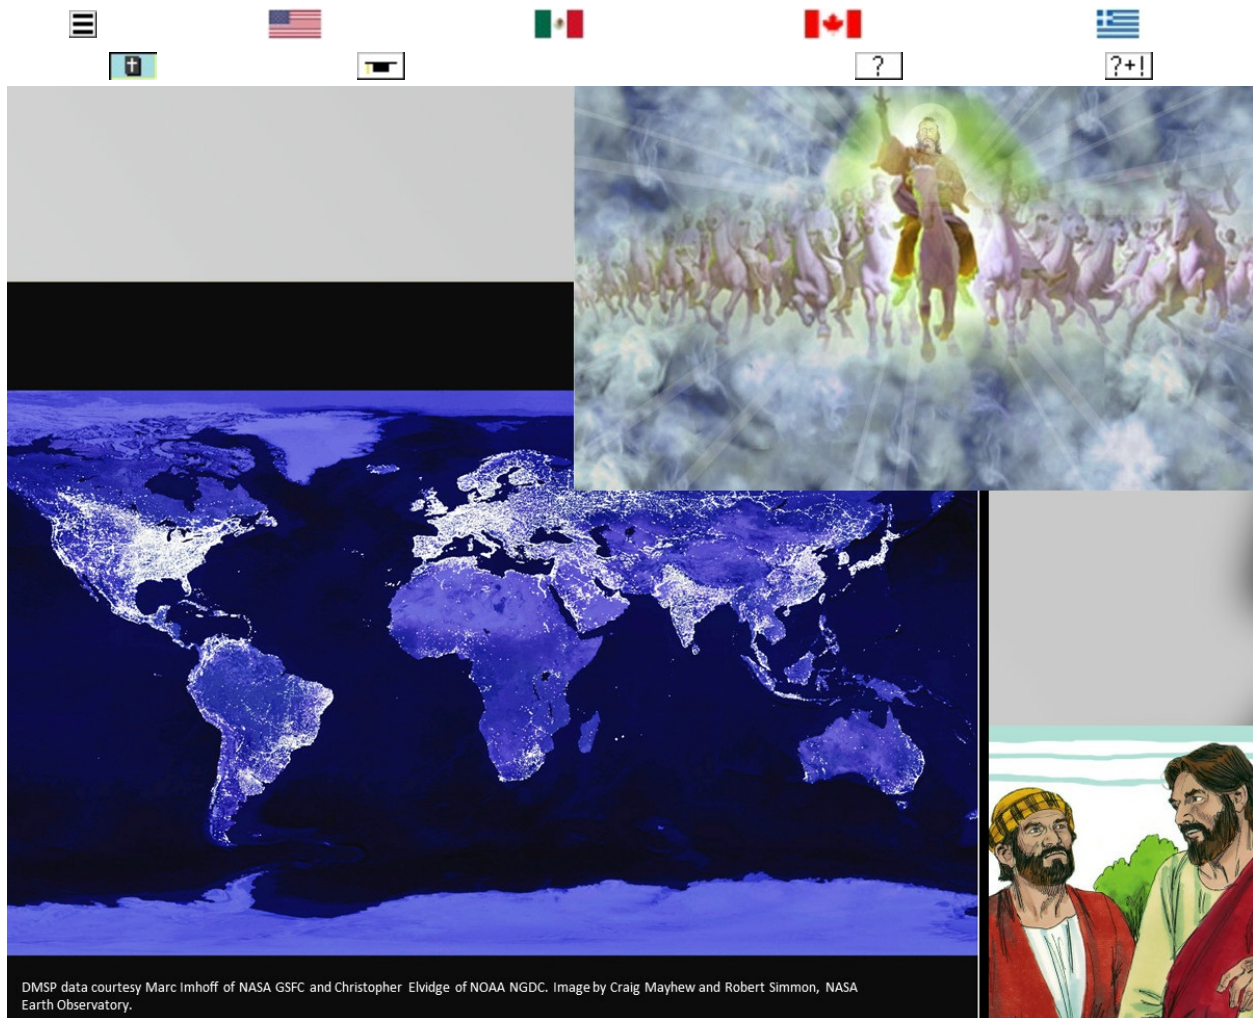 ?
?+!
DMSP data courtesy Marc Imhoff of NASA GSFC and Christopher Elvidge of NOAA NGDC. Image by Craig Mayhew and Robert Simmon, NASA
Earth Observatory.